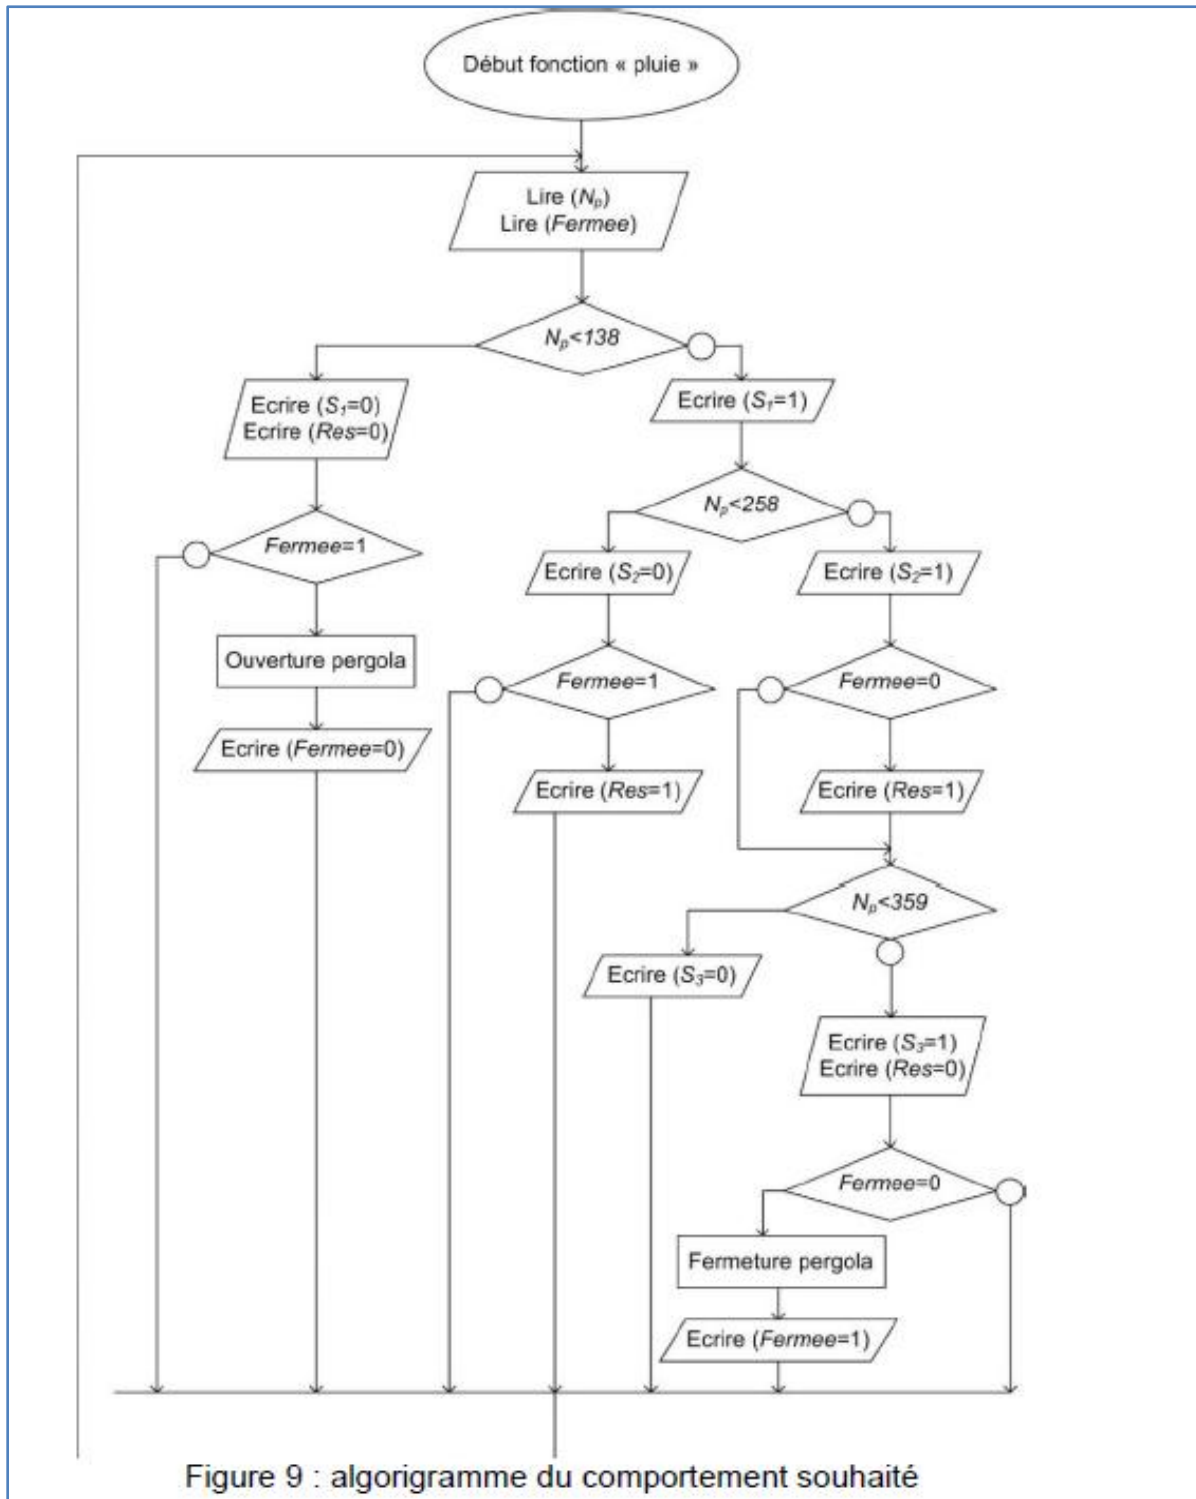 Début fonction « pluie »
Lire (Np)
Lire (Fermee)
Np<138
Ecrire (S1=0)
Ecrire (Res=0)
Ecrire (S1=1)
Np<258
Fermee=1
Ecrire (S2=0)
Ecrire (S2=1)
Ouverture pergola
Fermee=1
Fermee=0
Ecrire (Fermee=0)
Ecrire (Res=1)
Ecrire (Res=1)
Np<359
Ecrire (S3=0)
Ecrire (S3=1)
Ecrire (Res=0)
Fermee=0
Fermeture pergola
Ecrire (Fermee=1)
Figure 9 : algorigramme du comportement souhaité